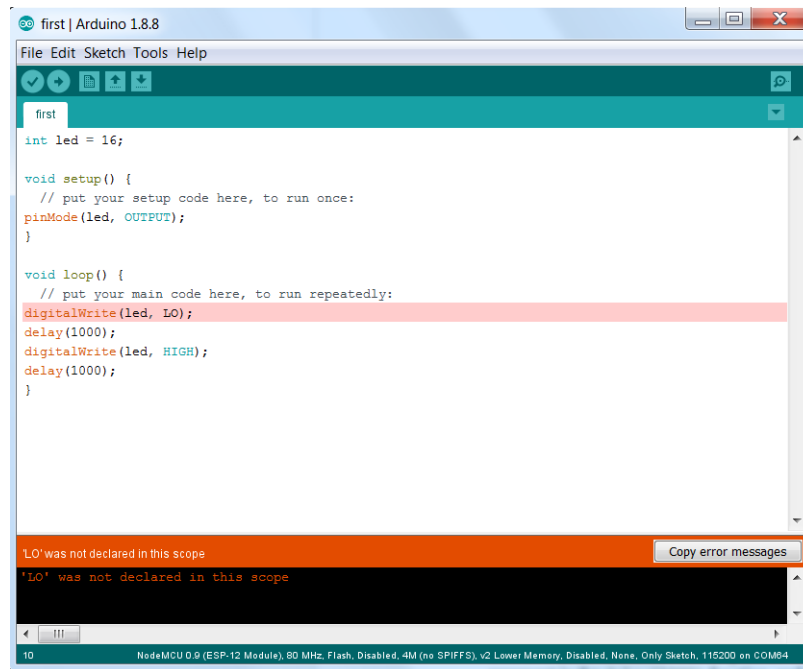 first | Arduino 1.8.8
File Edit Sketch Tools Help
first
int led = 16;
void setup() {
// put your setup code here, to run once:
pinMode(led, OUTPUT);
}
void loop() {
// put your main code here, to run repeatedly:
digitalWrite(led, LO);
delay(1000);
digitalWrite(led, HIGH);
delay(1000);
}
'LO' was not declared in this scope Copy error messages
'LO' was not declared in this scope
10 NodeMCU 0.9 (ESP-12 Module), 80 MHz, Flash, Disabled, 4M (no SPIFFS), v2 Lower Memory, Disabled, None, Only Sketch, 115200 on COM64